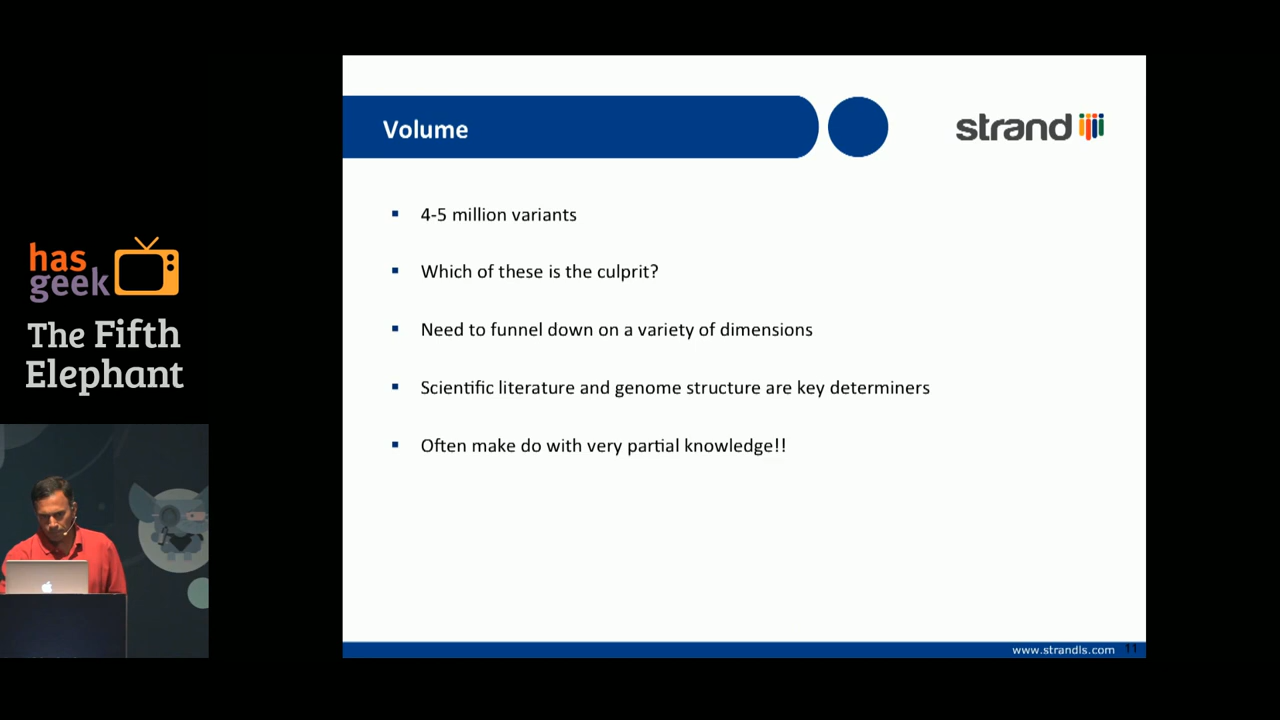 has
geek
The Fifth
Elephant
Volume
strand
4-5 million variants
Which of these is the culprit?
Need to funnel down on a variety of dimensions
Scientific literature and genome structure are key determiners
Often make do with very partial knowledge!!
www.strandls.com 11